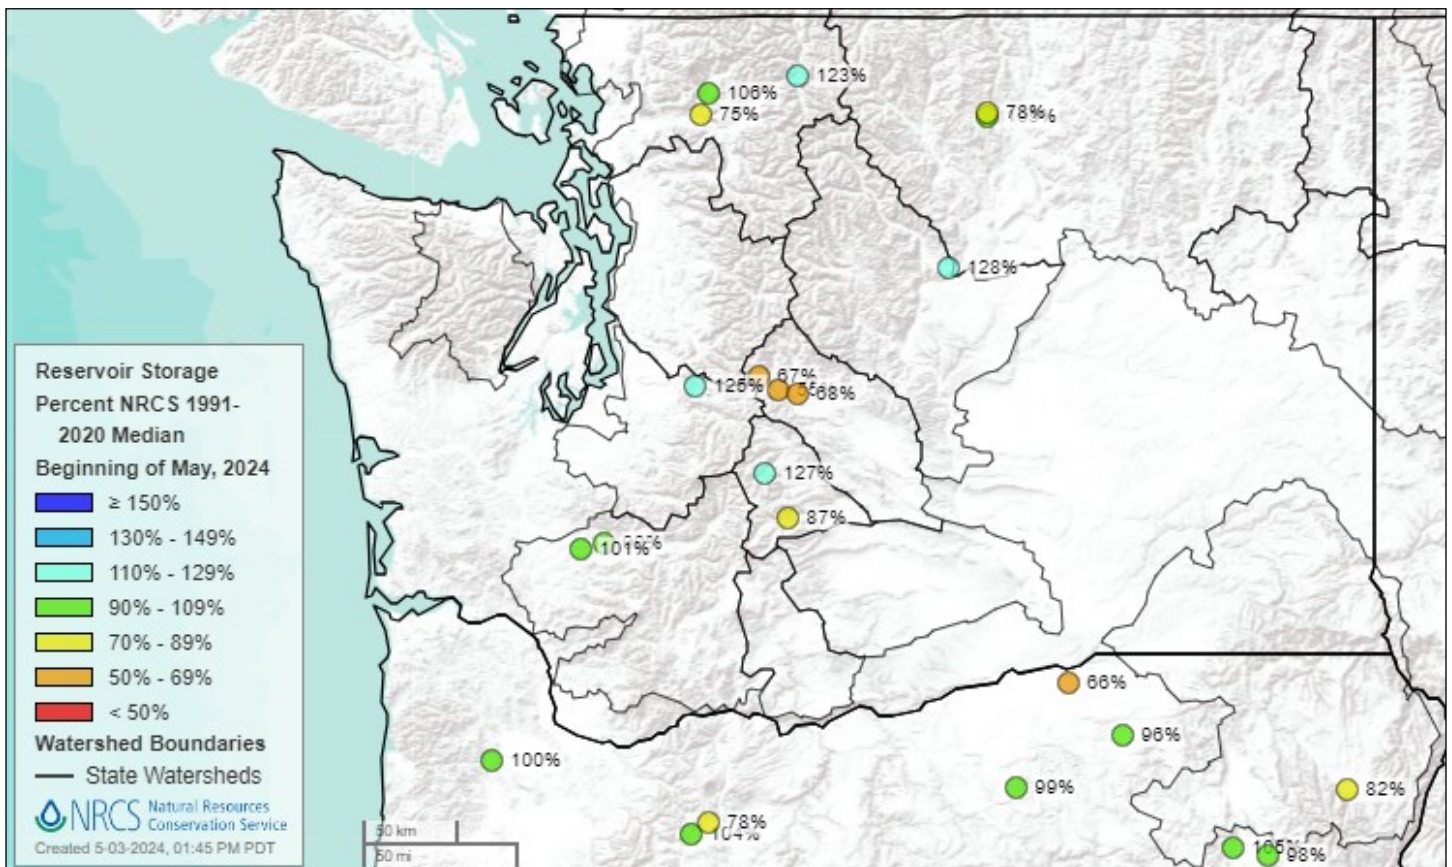 123%
106%
75%
78%
128%
67%
125%
68%
127%
87%
101%
66%
96%
100%
99%
82%
78%
104%
105%
98%
Reservoir Storage
Percent NRCS 1991-
2020 Median
Beginning of May, 2024
≥ 150%
130% - 149%
110% - 129%
90% - 109%
70% - 89%
50% - 69%
< 50%
Watershed Boundaries
State Watersheds
NRCS Natural Resources
Conservation Service
Created 5-03-2024, 01:45 PM PDT
50 km
50 mi